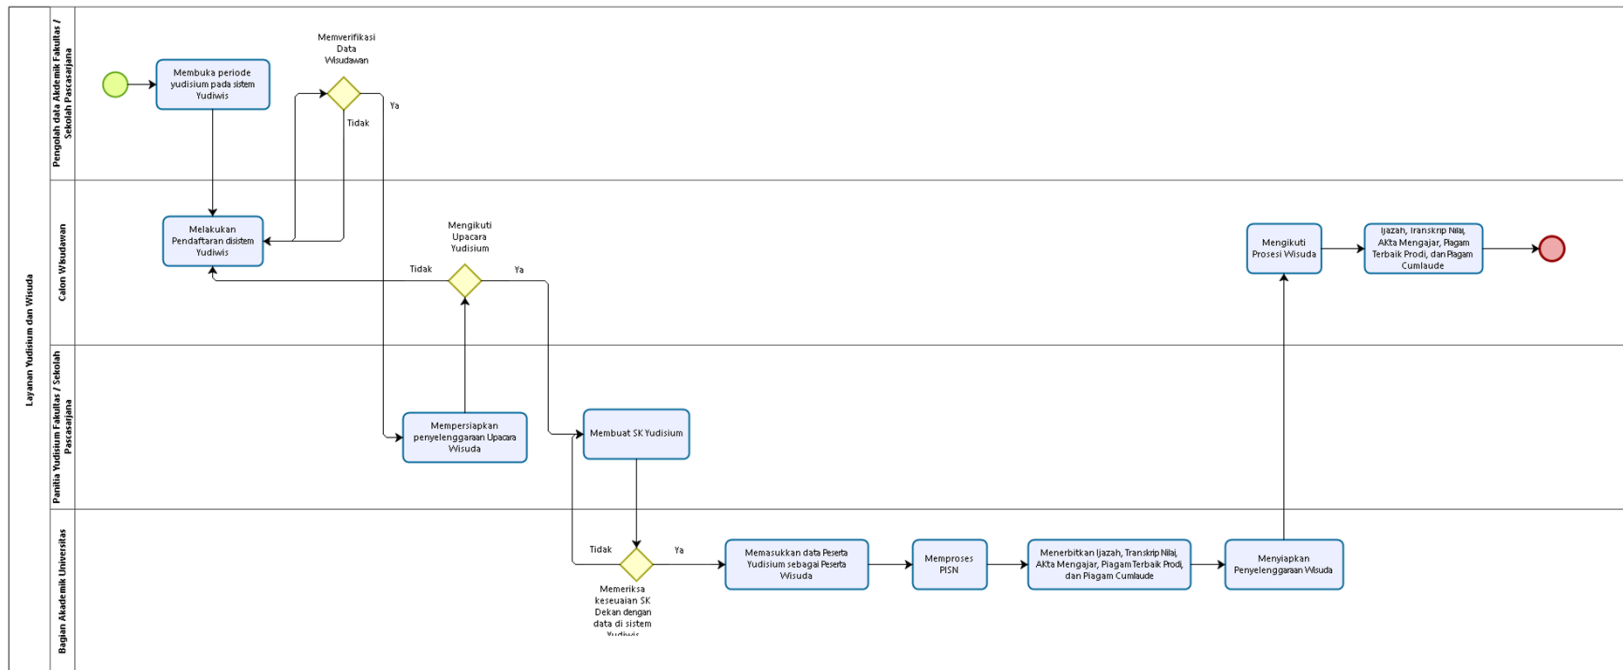 Layanan Yudisium dan Wisuda
Pengolah data Akdemik Fakultas /
Sekolah Pascasarjana
Membuka periode
yudisium pada sistem
Yudiwis
Memverifikasi
Data
Wisudawan
Ya
Tidak
Calon Wisudawan
Melakukan
Pendaftaran disistem
Yudiwis
Mengikuti
Upacara
Yudisium
Tidak
Ya
Mengikuti
Prosesi Wisuda
Ijazah, Transkrip Nilai,
AKta Mengajar, Piagam
Terbaik Prodi, dan Piagam
Cumlaude
Panitia Yudisium Fakultas / Sekolah
Pascasarjana
Mempersiapkan
penyelenggaraan Upacara
Wisuda
Membuat SK Yudisium
Bagian Akademik Universitas
Tidak
Ya
Memeriksa
keseuaian SK
Dekan dengan
data di sistem
Yudiwis
Memasukkan data Peserta
Yudisium sebagai Peserta
Wisuda
Memproses
PISN
Menerbitkan Ijazah, Transkrip Nilai,
AKta Mengajar, Piagam Terbaik Prodi,
dan Piagam Cumlaude
Menyiapkan
Penyelenggaraan Wisuda